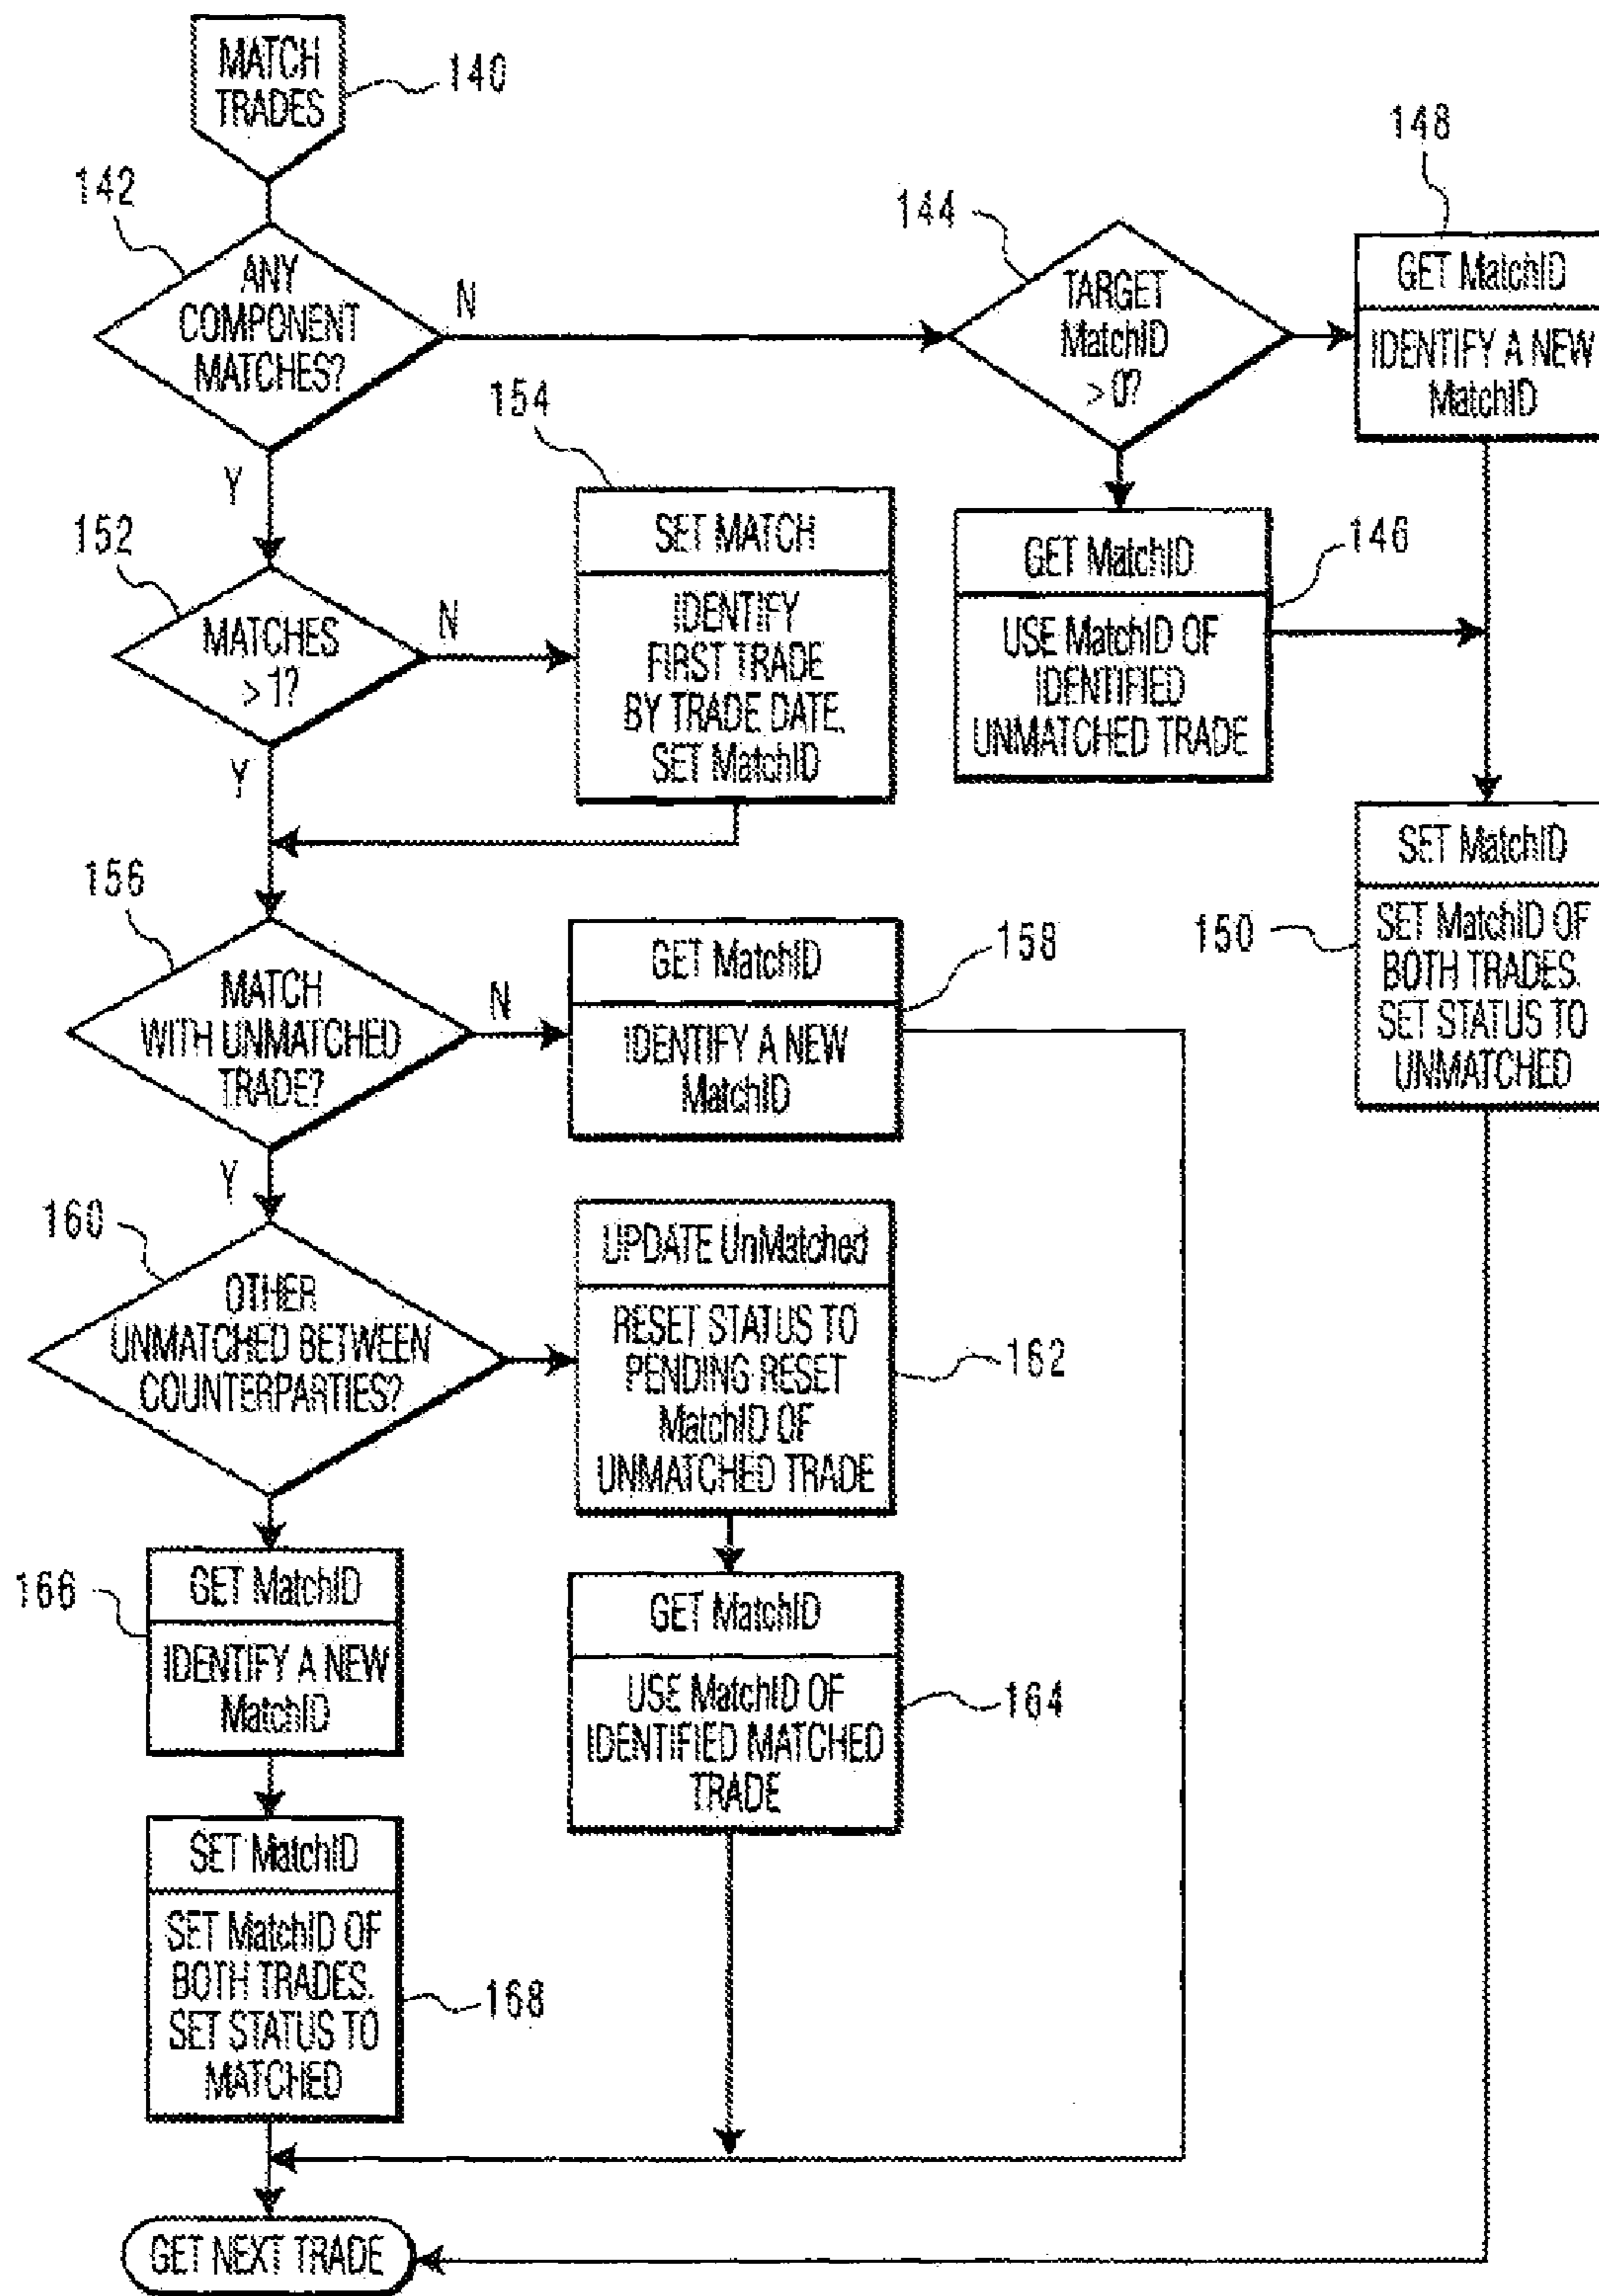 MATCH
TRADES
140
142
ANY
COMPONENT
MATCHES?
N
Y
144
TARGET
MatchID
> 0?
148
GET MatchID
IDENTIFY A NEW
MatchID
146
GET MatchID
USE MatchID OF
IDENTIFIED
UNMATCHED TRADE
150
SET MatchID
SET MatchID OF
BOTH TRADES.
SET STATUS TO
UNMATCHED
152
MATCHES
> 1?
N
Y
154
SET MATCH
IDENTIFY
FIRST TRADE
BY TRADE DATE.
SET MatchID
156
MATCH
WITH UNMATCHED
TRADE?
N
Y
158
GET MatchID
IDENTIFY A NEW
MatchID
160
OTHER
UNMATCHED BETWEEN
COUNTERPARTIES?
162
UPDATE UnMatched
RESET STATUS TO
PENDING RESET
MatchID OF
UNMATCHED TRADE
164
GET MatchID
USE MatchID OF
IDENTIFIED MATCHED
TRADE
166
GET MatchID
IDENTIFY A NEW
MatchID
168
SET MatchID
SET MatchID OF
BOTH TRADES.
SET STATUS TO
MATCHED
GET NEXT TRADE